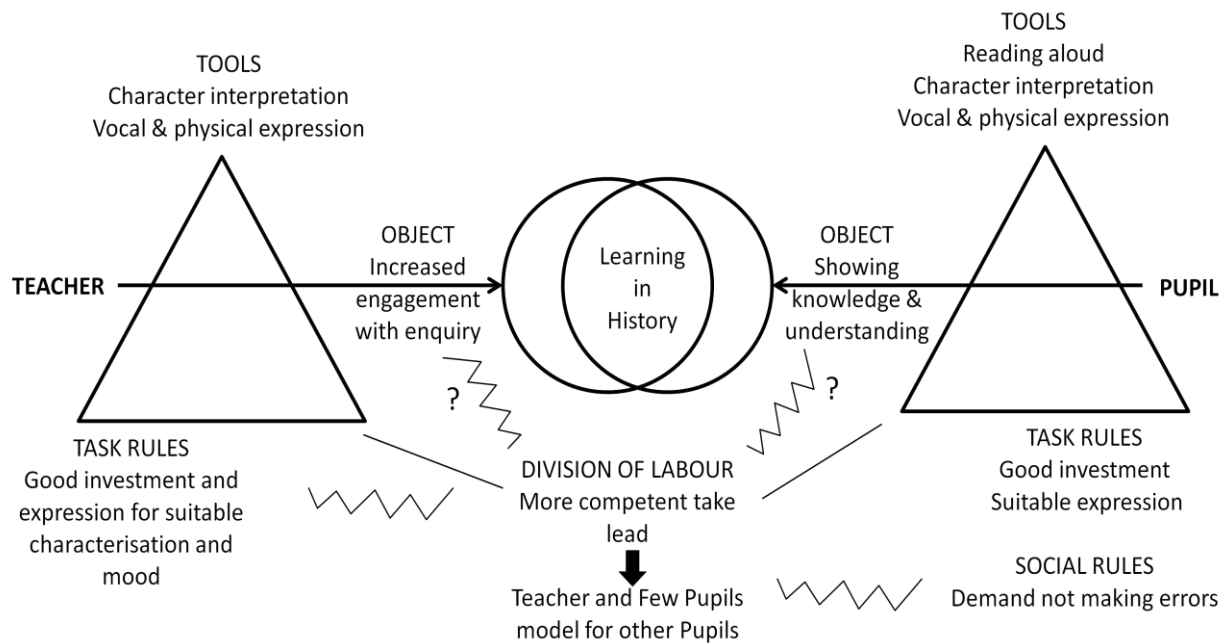 TOOLS
Character interpretation
Vocal & physical expression
TOOLS
Reading aloud
Character interpretation
Vocal & physical expression
TEACHER
OBJECT
Increased
engagement
with enquiry
Learning
in
History
OBJECT
Showing
knowledge &
understanding
PUPIL
?
?
TASK RULES
Good investment and
expression for suitable
characterisation and
mood
DIVISION OF LABOUR
More competent take
lead
Teacher and Few Pupils
model for other Pupils
TASK RULES
Good investment
Suitable expression
SOCIAL RULES
Demand not making errors